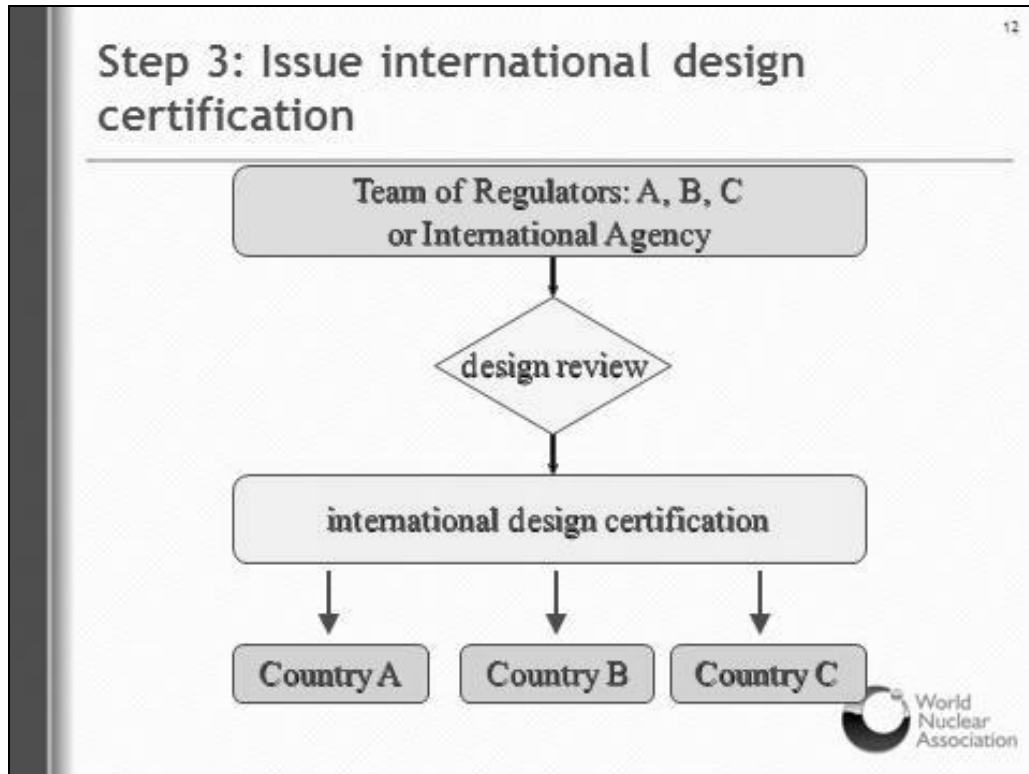 12
Step 3: Issue international design
certification
Team of Regulators: A, B, C
or International Agency
design review
international design certification
Country A
Country B
Country C
World
Nuclear
Association